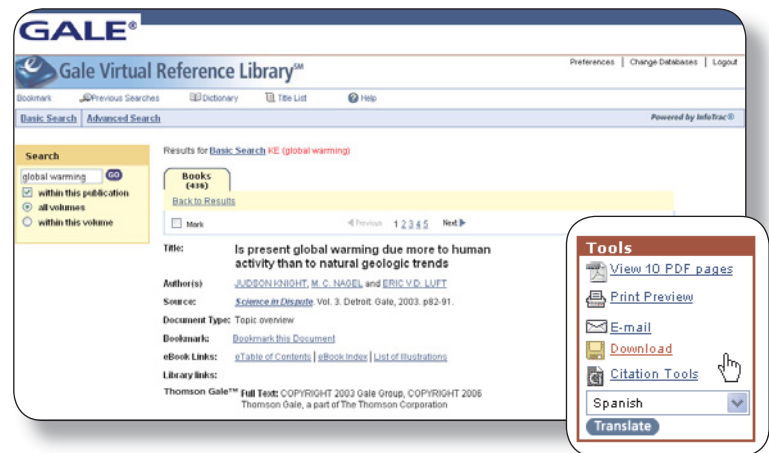 GALE®
Gale Virtual Reference Library℠
Preferences | Change Databases | Logout
Bookmark Previous Searches Dictionary Title List Help
Basic Search | Advanced Search
Powered by InfoTrac®
Search
global warming GO
within this publication
all volumes
within this volume
Results for Basic Search KE (global warming)
Books
(436)
Back to Results
Mark
Previous 1 2 3 4 5 Next
Title: Is present global warming due more to human
activity than to natural geologic trends
Author(s) JUDSON KNIGHT, M. C. NAGEL and ERIC V.D. LUFT
Source: Science in Dispute. Vol. 3. Detroit: Gale, 2003. p82-91.
Document Type: Topic overview
Bookmark: Bookmark this Document
eBook Links: eTable of Contents | eBook Index | List of Illustrations
Library links:
Thomson Gale™ Full Text: COPYRIGHT 2003 Gale Group, COPYRIGHT 2006
Thomson Gale, a part of The Thomson Corporation
Tools
View 10 PDF pages
Print Preview
E-mail
Download
Citation Tools
Spanish
Translate